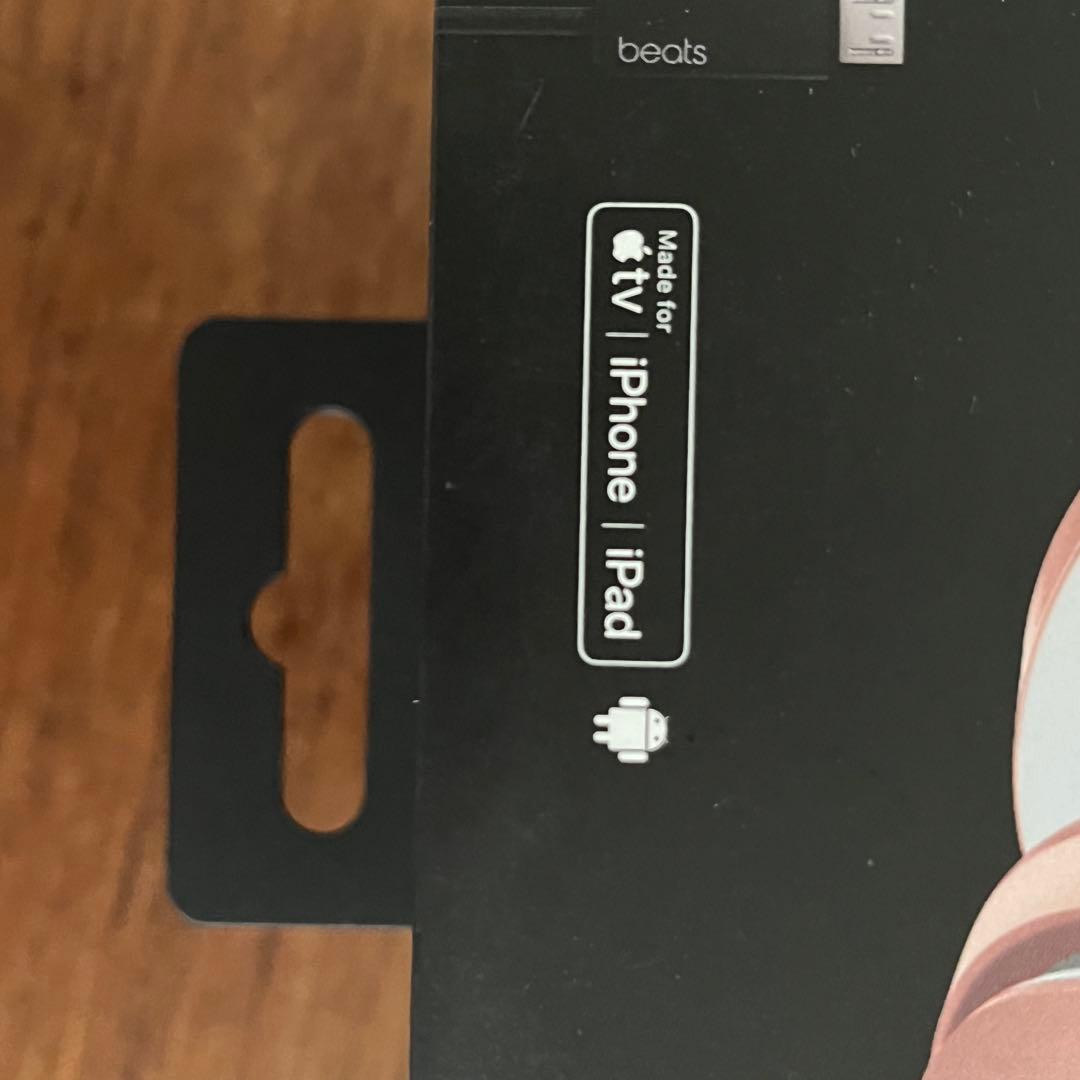 beats
Made for
tv | iPhone | iPad